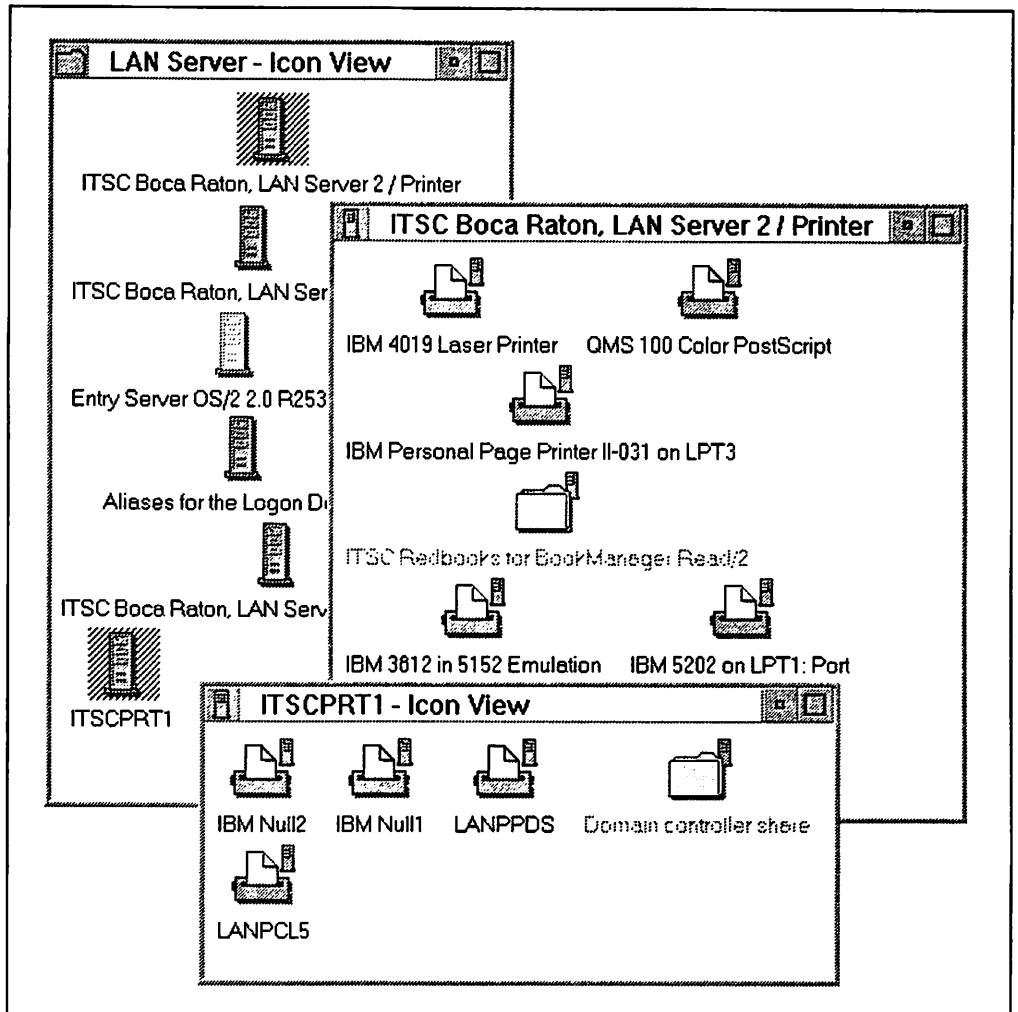 LAN Server - Icon View
ITSC Boca Raton, LAN Server 2 / Printer
ITSC Boca Raton, LAN Ser
Entry Server OS/2 2.0 R253
Aliases for the Logon D
ITSC Boca Raton, LAN Serv
ITSCPRT1
ITSC Boca Raton, LAN Server 2 / Printer
IBM 4019 Laser Printer
QMS 100 Color PostScript
IBM Personal Page Printer II-031 on LPT3
ITSC Redbooks for BookManager Read/2
IBM 3812 in 5152 Emulation
IBM 5202 on LPT1: Port
ITSCPRT1 - Icon View
IBM Null2
IBM Null1
LANPPDS
Domain controller share
LANPCL5